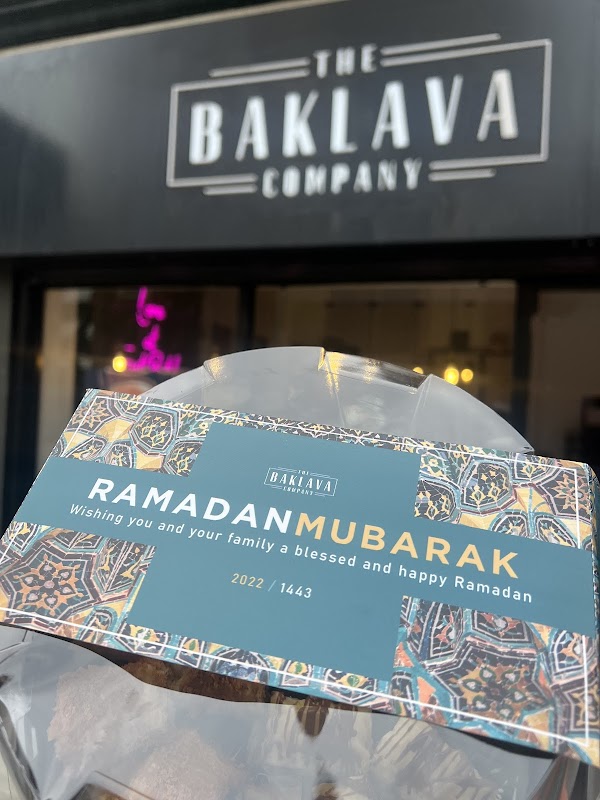 THE
BAKLAVA
COMPANY
THE
BAKLAVA
COMPANY
RAMADANMUBARAK
Wishing you and your family a blessed and happy Ramadan
2022 / 1443